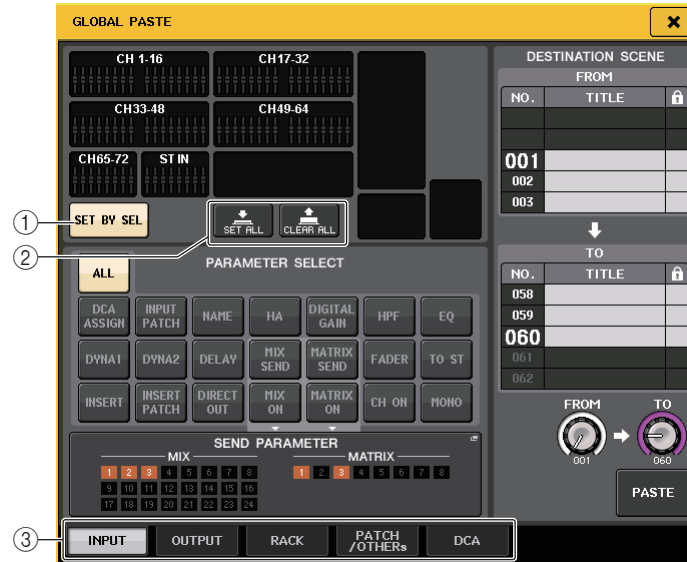 GLOBAL PASTE
CH 1-16
CH17-32
CH33-48
CH49-64
CH65-72
ST IN
① SET BY SEL
②
SET ALL
CLEAR ALL
ALL
PARAMETER SELECT
DCA ASSIGN
INPUT PATCH
NAME
HA
DIGITAL GAIN
HPF
EQ
DYNA1
DYNA2
DELAY
MIX SEND
MATRIX SEND
FADER
TO ST
INSERT
INSERT PATCH
DIRECT OUT
MIX ON
MATRIX ON
CH ON
MONO
SEND PARAMETER
MIX
MATRIX
1 2 3 4 5 6 7 8
1 2 3 4 5 6 7 8
9 10 11 12 13 14 15 16
17 18 19 20 21 22 23 24
③
INPUT
OUTPUT
RACK
PATCH /OTHERs
DCA
DESTINATION SCENE
FROM
NO. TITLE
001
002
003
TO
NO. TITLE
058
059
060
061
062
FROM
TO
001
060
PASTE